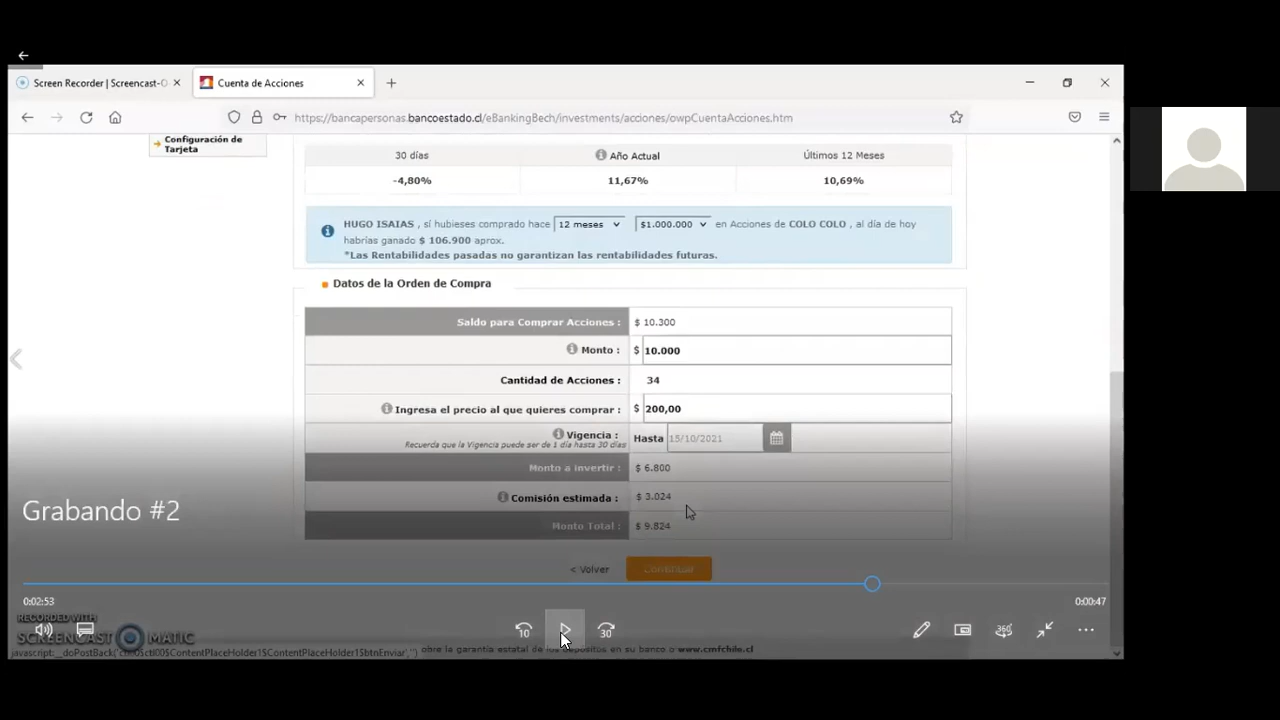 Screen Recorder | Screencast-O
Cuenta de Acciones
https://bancapersonas.bancoestado.cl/eBankingBech/investments/acciones/owpCuentaAcciones.htm
Configuración de
Tarjeta
30 días Año Actual Últimos 12 Meses
-4,80% 11,67% 10,69%
HUGO ISAIAS , sí hubieses comprado hace 12 meses $1.000.000 en Acciones de COLO COLO , al día de hoy
habrías ganado $ 106.900 aprox.
*Las Rentabilidades pasadas no garantizan las rentabilidades futuras.
Datos de la Orden de Compra
Saldo para Comprar Acciones : $ 10.300
Monto : $ 10.000
Cantidad de Acciones : 34
Ingresa el precio al que quieres comprar : $ 200,00
Vigencia : Hasta 15/10/2021
Recuerda que la Vigencia puede ser de 1 día hasta 30 días
Monto a invertir : $ 6.800
Comisión estimada : $ 3.024
Monto Total : $ 9.824
Grabando #2
< Volver Continuar
0:02:53 0:00:47
RECORDED WITH
SCREENCAST MATIC
10 30 360
javascript:__doPostBack('ctl00$ctl00$ContentPlaceHolder1$ContentPlaceHolder1$btnEnviar','')
obre la garantía estatal de los depósitos en su banco o www.cmfchile.cl